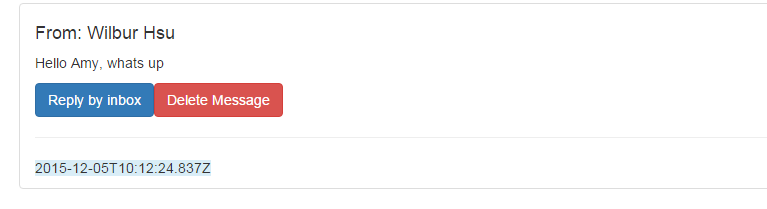 From: Wilbur Hsu
Hello Amy, whats up
Reply by inbox Delete Message
2015-12-05T10:12:24.837Z